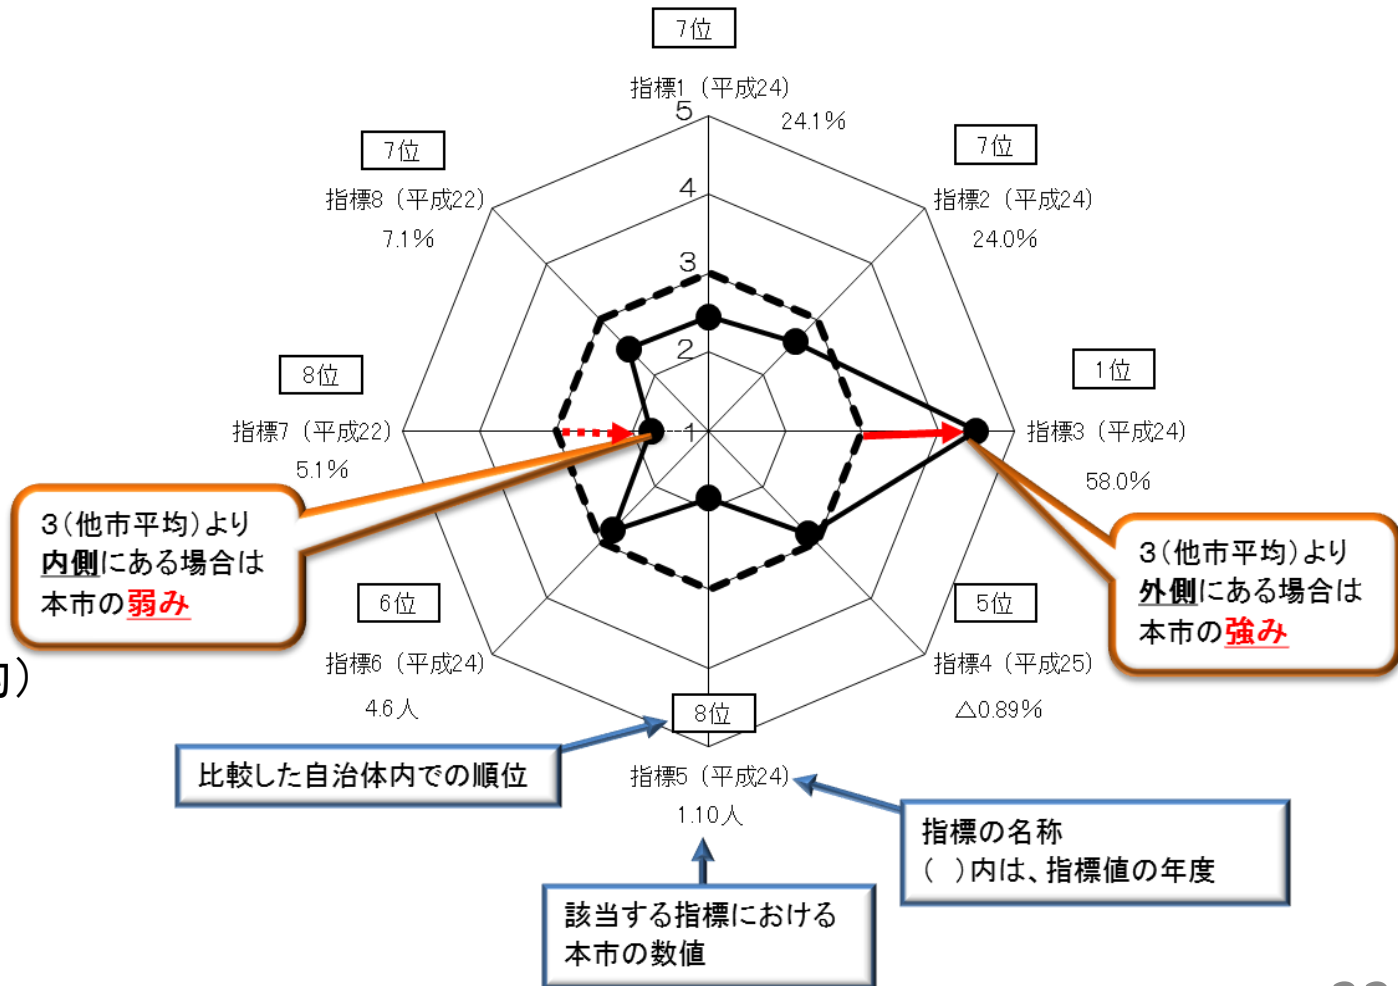 7位
指標1（平成24）
24.1％
5
4
3
2
1
7位
指標2（平成24）
24.0％
1位
指標3（平成24）
58.0％
3（他市平均）より
外側にある場合は
本市の強み
5位
指標4（平成25）
△0.89％
8位
指標5（平成24）
1.10人
6位
指標6（平成24）
4.6人
8位
指標7（平成22）
5.1％
7位
指標8（平成22）
7.1％
3（他市平均）より
内側にある場合は
本市の弱み
比較した自治体内での順位
指標の名称
（ ）内は、指標値の年度
該当する指標における
本市の数値